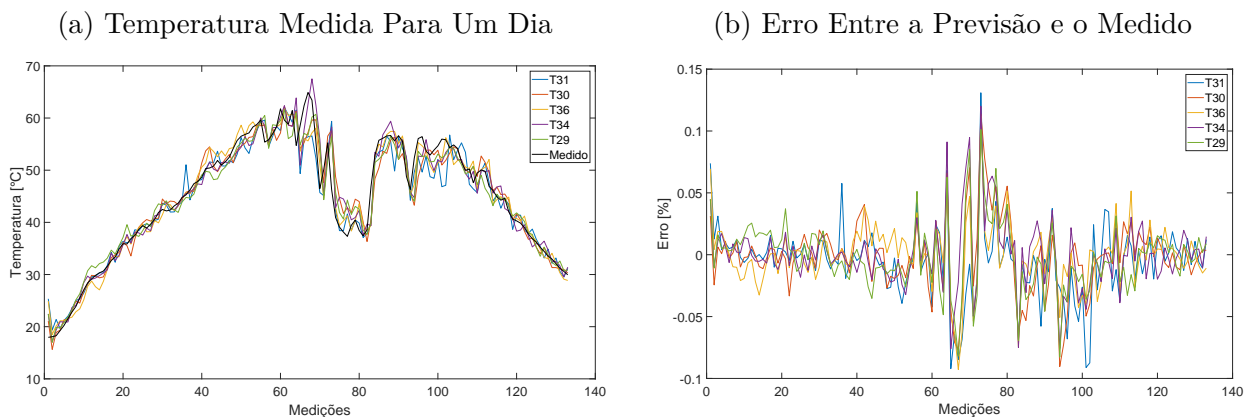 (a) Temperatura Medida Para Um Dia
70
60
50
40
30
20
10
Temperatura [°C]
0 20 40 60 80 100 120 140
Medições
T31
T30
T36
T34
T29
Medido
(b) Erro Entre a Previsão e o Medido
0.15
0.1
0.05
0
-0.05
-0.1
Erro [%]
0 20 40 60 80 100 120 140
Medições
T31
T30
T36
T34
T29